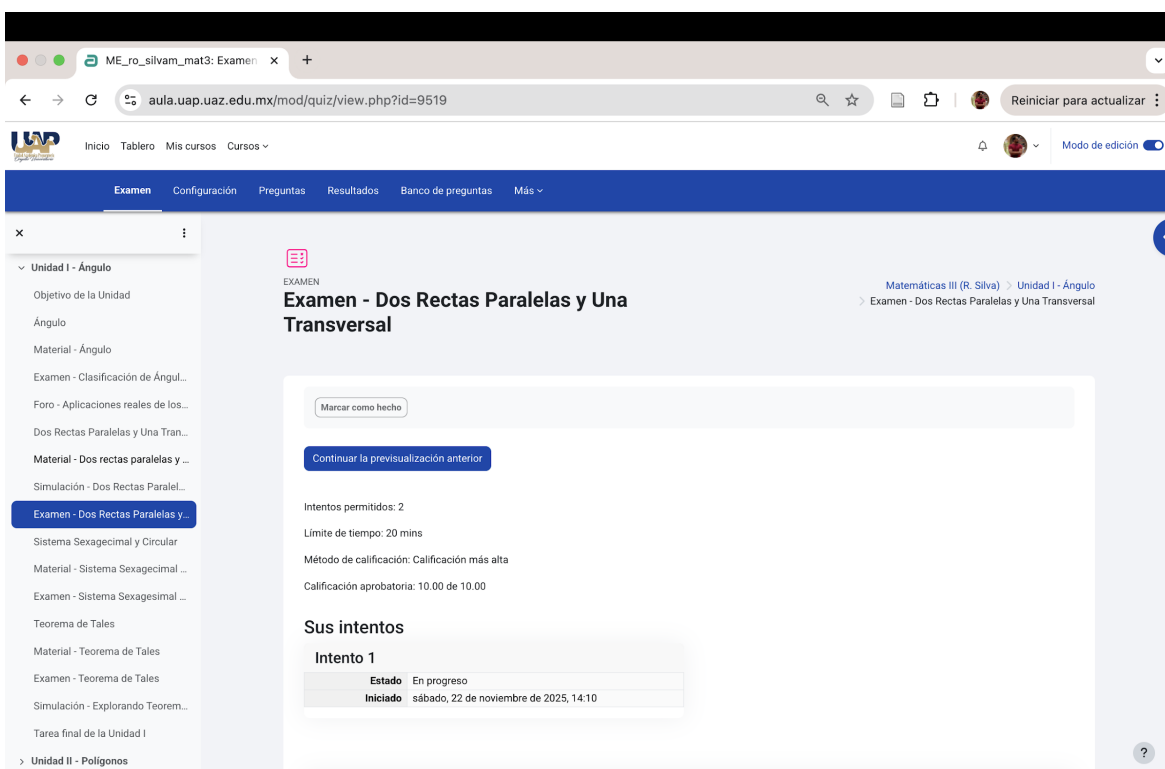 ME_ro_silvam_mat3: Examen
aula.uap.uaz.edu.mx/mod/quiz/view.php?id=9519
Reiniciar para actualizar
UAP
Inicio Tablero Mis cursos Cursos
Modo de edición
Examen Configuración Preguntas Resultados Banco de preguntas Más
Unidad I - Ángulo
Objetivo de la Unidad
Ángulo
Material - Ángulo
Examen - Clasificación de Ángul...
Foro - Aplicaciones reales de los...
Dos Rectas Paralelas y Una Tran...
Material - Dos rectas paralelas y ...
Simulación - Dos Rectas Paralel...
Examen - Dos Rectas Paralelas y...
Sistema Sexagecimal y Circular
Material - Sistema Sexagecimal ...
Examen - Sistema Sexagesimal ...
Teorema de Tales
Material - Teorema de Tales
Examen - Teorema de Tales
Simulación - Explorando Teorem...
Tarea final de la Unidad I
Unidad II - Polígonos
EXAMEN
Examen - Dos Rectas Paralelas y Una
Transversal
Matemáticas III (R. Silva) > Unidad I - Ángulo
> Examen - Dos Rectas Paralelas y Una Transversal
Marcar como hecho
Continuar la previsualización anterior
Intentos permitidos: 2
Límite de tiempo: 20 mins
Método de calificación: Calificación más alta
Calificación aprobatoria: 10.00 de 10.00
Sus intentos
Intento 1
Estado En progreso
Iniciado sábado, 22 de noviembre de 2025, 14:10
?